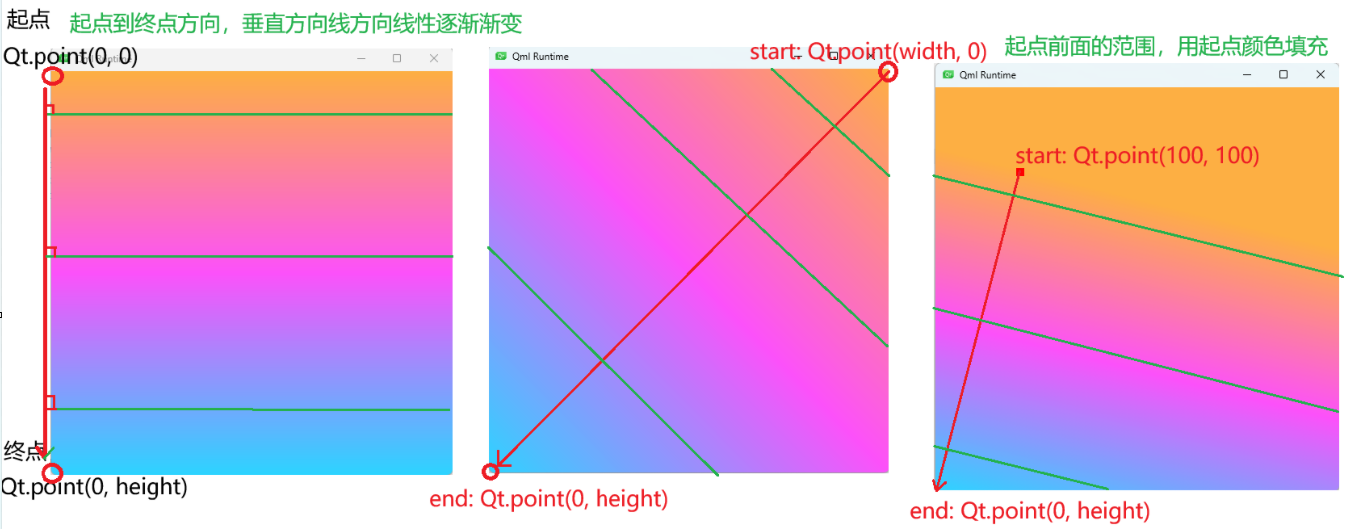 起点
起点到终点方向，垂直方向线方向线性逐渐渐变
Qt.point(0, 0)
终点
Qt.point(0, height)
Qml Runtime
start: Qt.point(width, 0)
end: Qt.point(0, height)
起点前面的范围，用起点颜色填充
Qml Runtime
start: Qt.point(100, 100)
end: Qt.point(0, height)